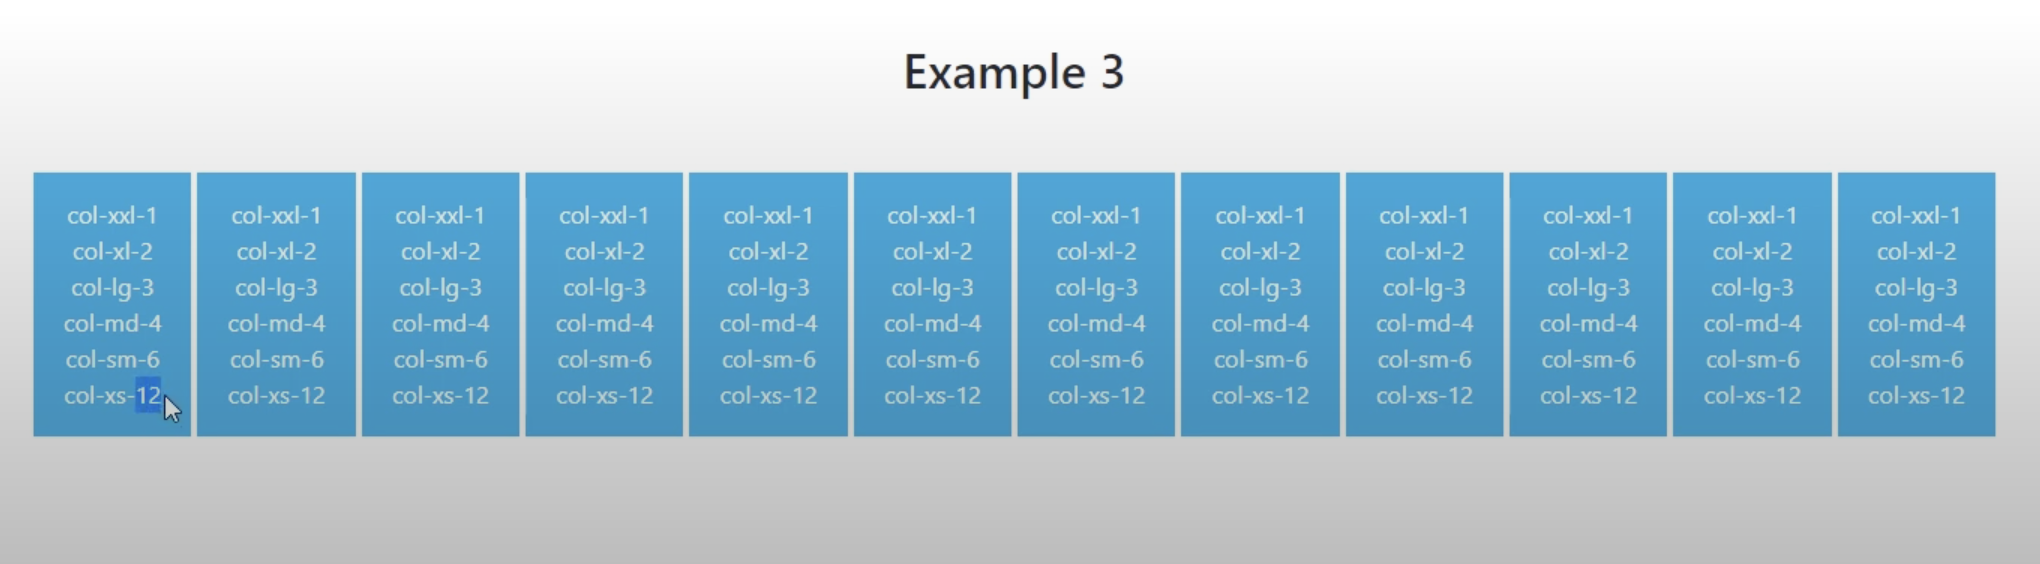 Example 3
col-xxl-1 col-xxl-1 col-xxl-1 col-xxl-1 col-xxl-1 col-xxl-1 col-xxl-1 col-xxl-1 col-xxl-1 col-xxl-1 col-xxl-1 col-xxl-1
col-xl-2 col-xl-2 col-xl-2 col-xl-2 col-xl-2 col-xl-2 col-xl-2 col-xl-2 col-xl-2 col-xl-2 col-xl-2 col-xl-2
col-lg-3 col-lg-3 col-lg-3 col-lg-3 col-lg-3 col-lg-3 col-lg-3 col-lg-3 col-lg-3 col-lg-3 col-lg-3 col-lg-3
col-md-4 col-md-4 col-md-4 col-md-4 col-md-4 col-md-4 col-md-4 col-md-4 col-md-4 col-md-4 col-md-4 col-md-4
col-sm-6 col-sm-6 col-sm-6 col-sm-6 col-sm-6 col-sm-6 col-sm-6 col-sm-6 col-sm-6 col-sm-6 col-sm-6 col-sm-6
col-xs-12 col-xs-12 col-xs-12 col-xs-12 col-xs-12 col-xs-12 col-xs-12 col-xs-12 col-xs-12 col-xs-12 col-xs-12 col-xs-12